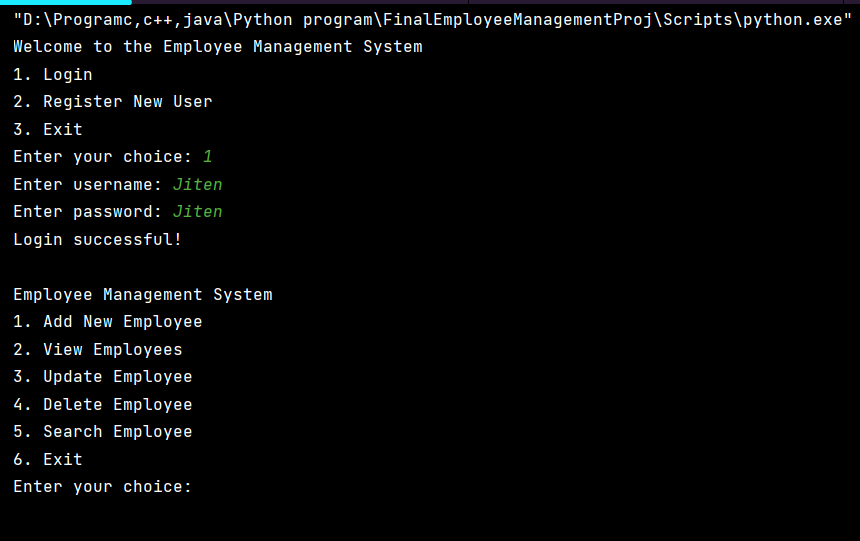 "D:\Programc,c++,java\Python program\FinalEmployeeManagementProj\Scripts\python.exe"
Welcome to the Employee Management System
1. Login
2. Register New User
3. Exit
Enter your choice: 1
Enter username: Jiten
Enter password: Jiten
Login successful!
Employee Management System
1. Add New Employee
2. View Employees
3. Update Employee
4. Delete Employee
5. Search Employee
6. Exit
Enter your choice: